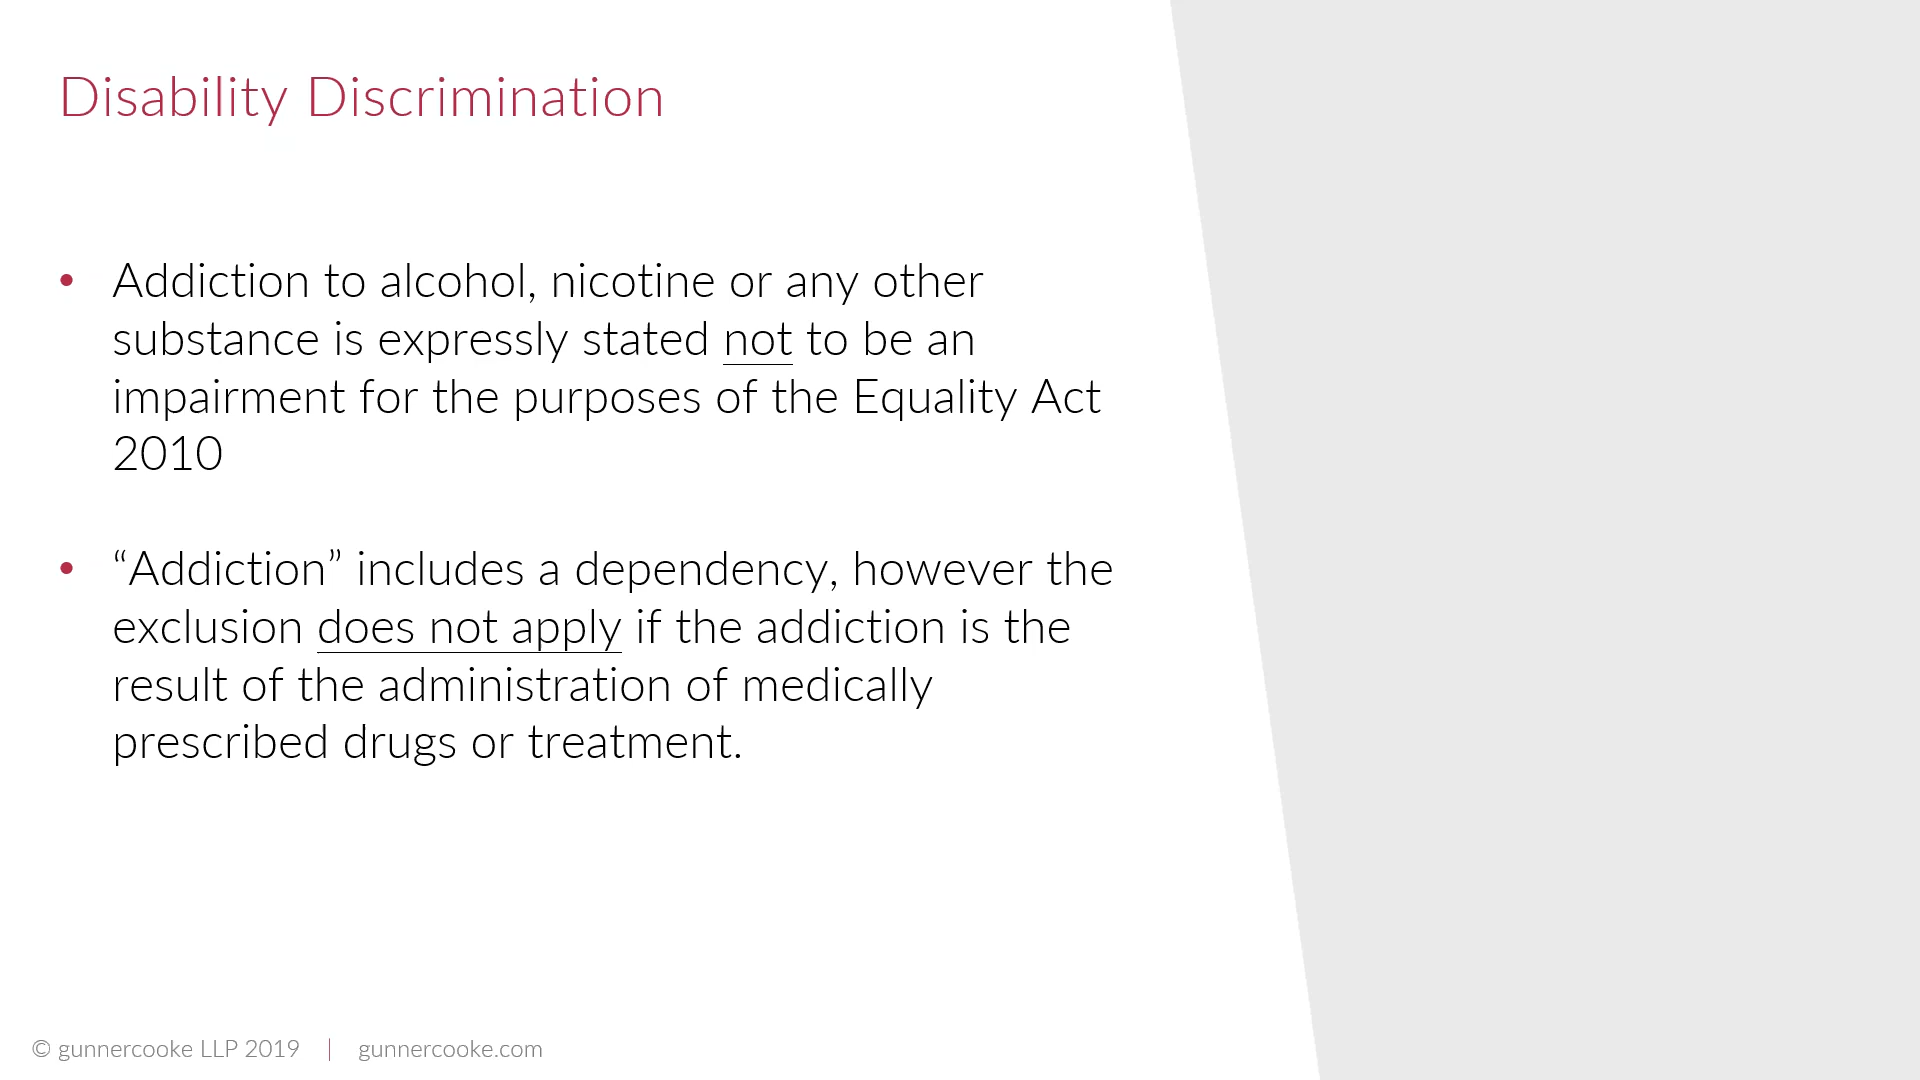 Disability Discrimination
• Addiction to alcohol, nicotine or any other
substance is expressly stated not to be an
impairment for the purposes of the Equality Act
2010
• “Addiction” includes a dependency, however the
exclusion does not apply if the addiction is the
result of the administration of medically
prescribed drugs or treatment.
© gunnercooke LLP 2019 | gunnercooke.com